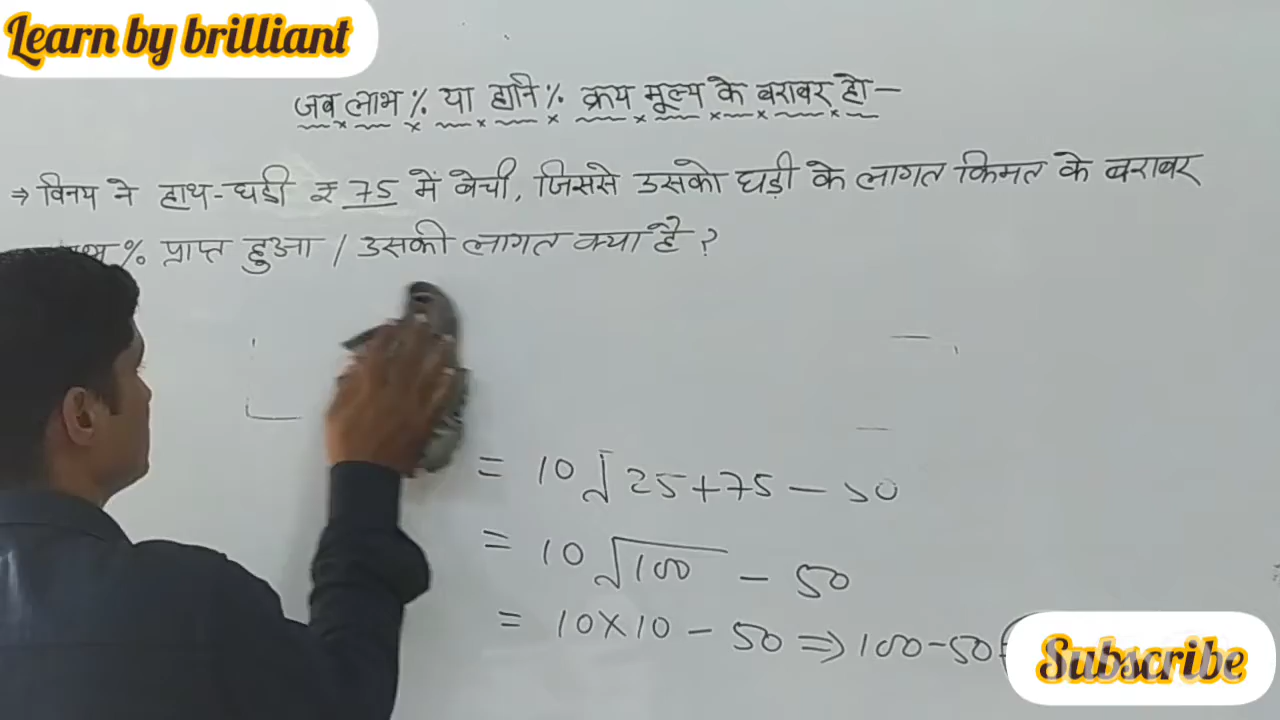 Learn by brilliant
जब लाभ % या हानि % क्रय मूल्य के बराबर हो —
⇒ विनय ने हाथ-घडी ₹ 75 में बेची, जिससे उसको घड़ी के लागत किमत के बराबर
% प्राप्त हुआ / उसकी लागत क्या है ?
= 10 √25+75 - 50
= 10 √100 - 50
= 10×10 - 50 ⇒ 100-50
Subscribe